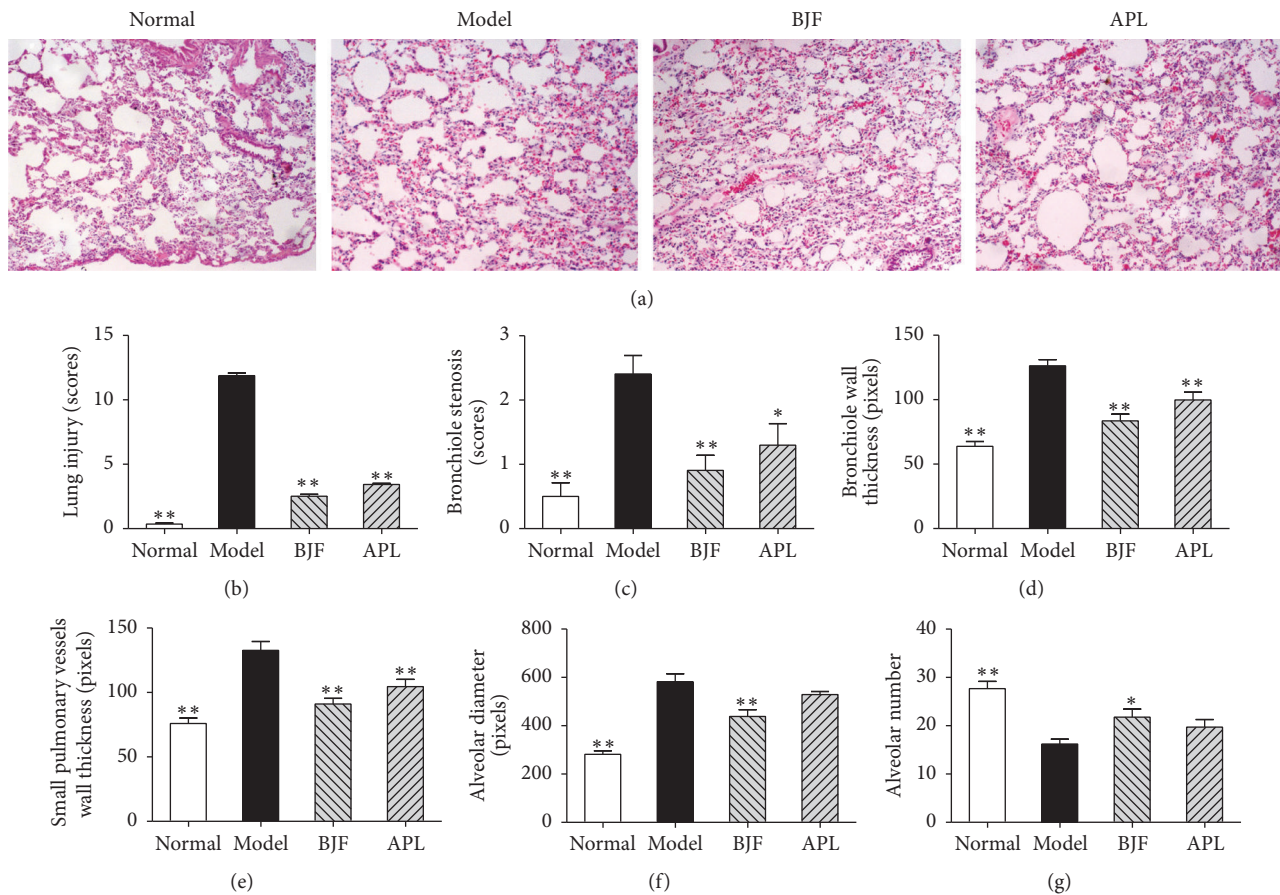 Normal Model BJF APL
(a)
15
10
5
0
Lung injury (scores)
**
**
**
Normal Model BJF APL
(b)
3
2
1
0
Bronchiole stenosis
(scores)
**
**
*
Normal Model BJF APL
(c)
150
100
50
0
Bronchiole wall
thickness (pixels)
**
**
**
Normal Model BJF APL
(d)
150
100
50
0
Small pulmonary vessels
wall thickness (pixels)
**
**
**
Normal Model BJF APL
(e)
800
600
400
200
0
Alveolar diameter
(pixels)
**
**
Normal Model BJF APL
(f)
40
30
20
10
0
Alveolar number
**
*
Normal Model BJF APL
(g)